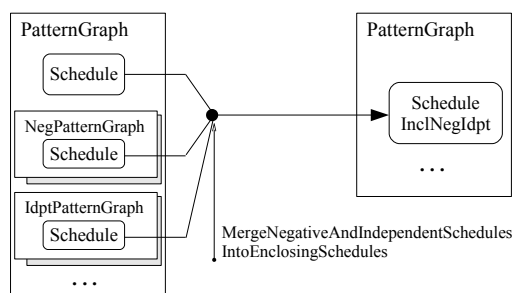 PatternGraph
Schedule
NegPatternGraph
Schedule
IdptPatternGraph
Schedule
...
MergeNegativeAndIndependentSchedules
IntoEnclosingSchedules
PatternGraph
Schedule
InclNegIdpt
...